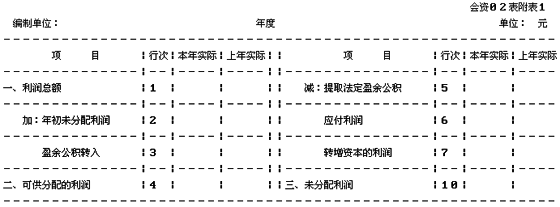 会资02表附表1
编制单位： 年度 单位： 元
项 目 行次 本年实际 上年实际 项 目 行次 本年实际 上年实际
一、利润总额 1 减：提取法定盈余公积 5
加：年初未分配利润 2 应付利润 6
盈余公积转入 3 转增资本的利润 7
二、可供分配的利润 4 三、未分配利润 10